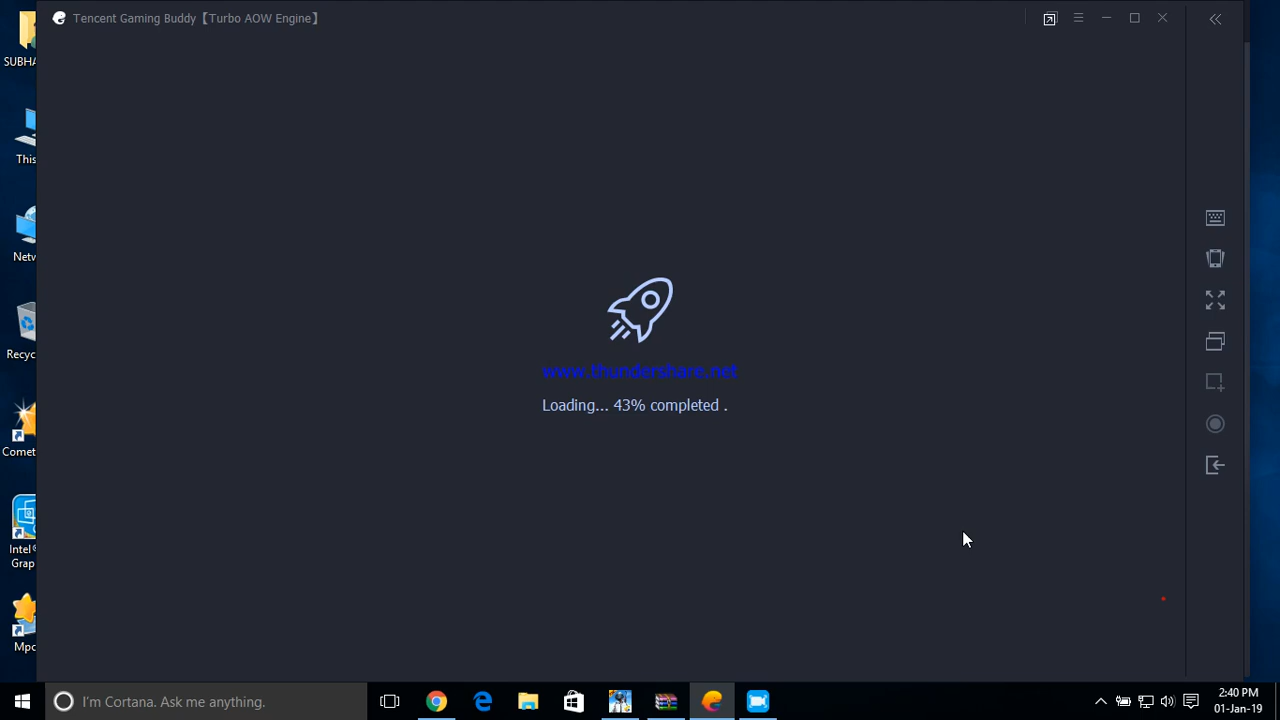 Tencent Gaming Buddy【Turbo AOW Engine】
SUBHA
This
Netw
Recyc
Comet
Intel®
Grap
Mpc
www.thundershare.net
Loading... 43% completed .
I'm Cortana. Ask me anything.
2:40 PM
01-Jan-19